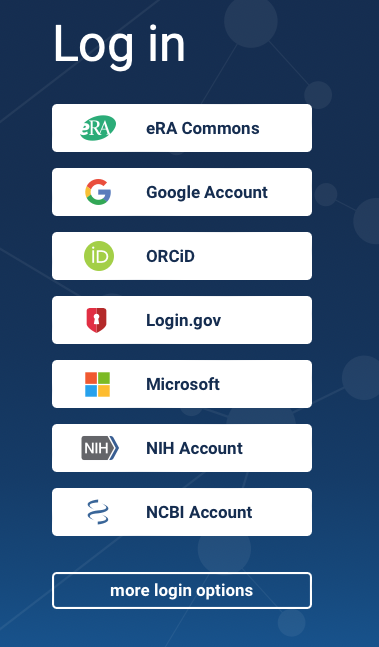 Log in
eRA eRA Commons
Google Account
iD ORCiD
Login.gov
Microsoft
NIH NIH Account
NCBI Account
more login options